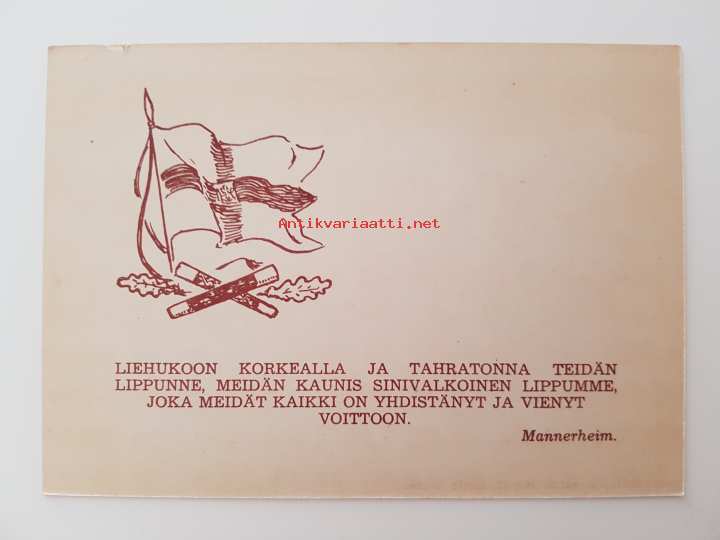 Antikvariaatti.net
LIEHUKOON KORKEALLA JA TAHRATONNA TEIDÄN
LIPPUNNE, MEIDÄN KAUNIS SINIVALKOINEN LIPPUMME,
JOKA MEIDÄT KAIKKI ON YHDISTÄNYT JA VIENYT
VOITTOON.
Mannerheim.